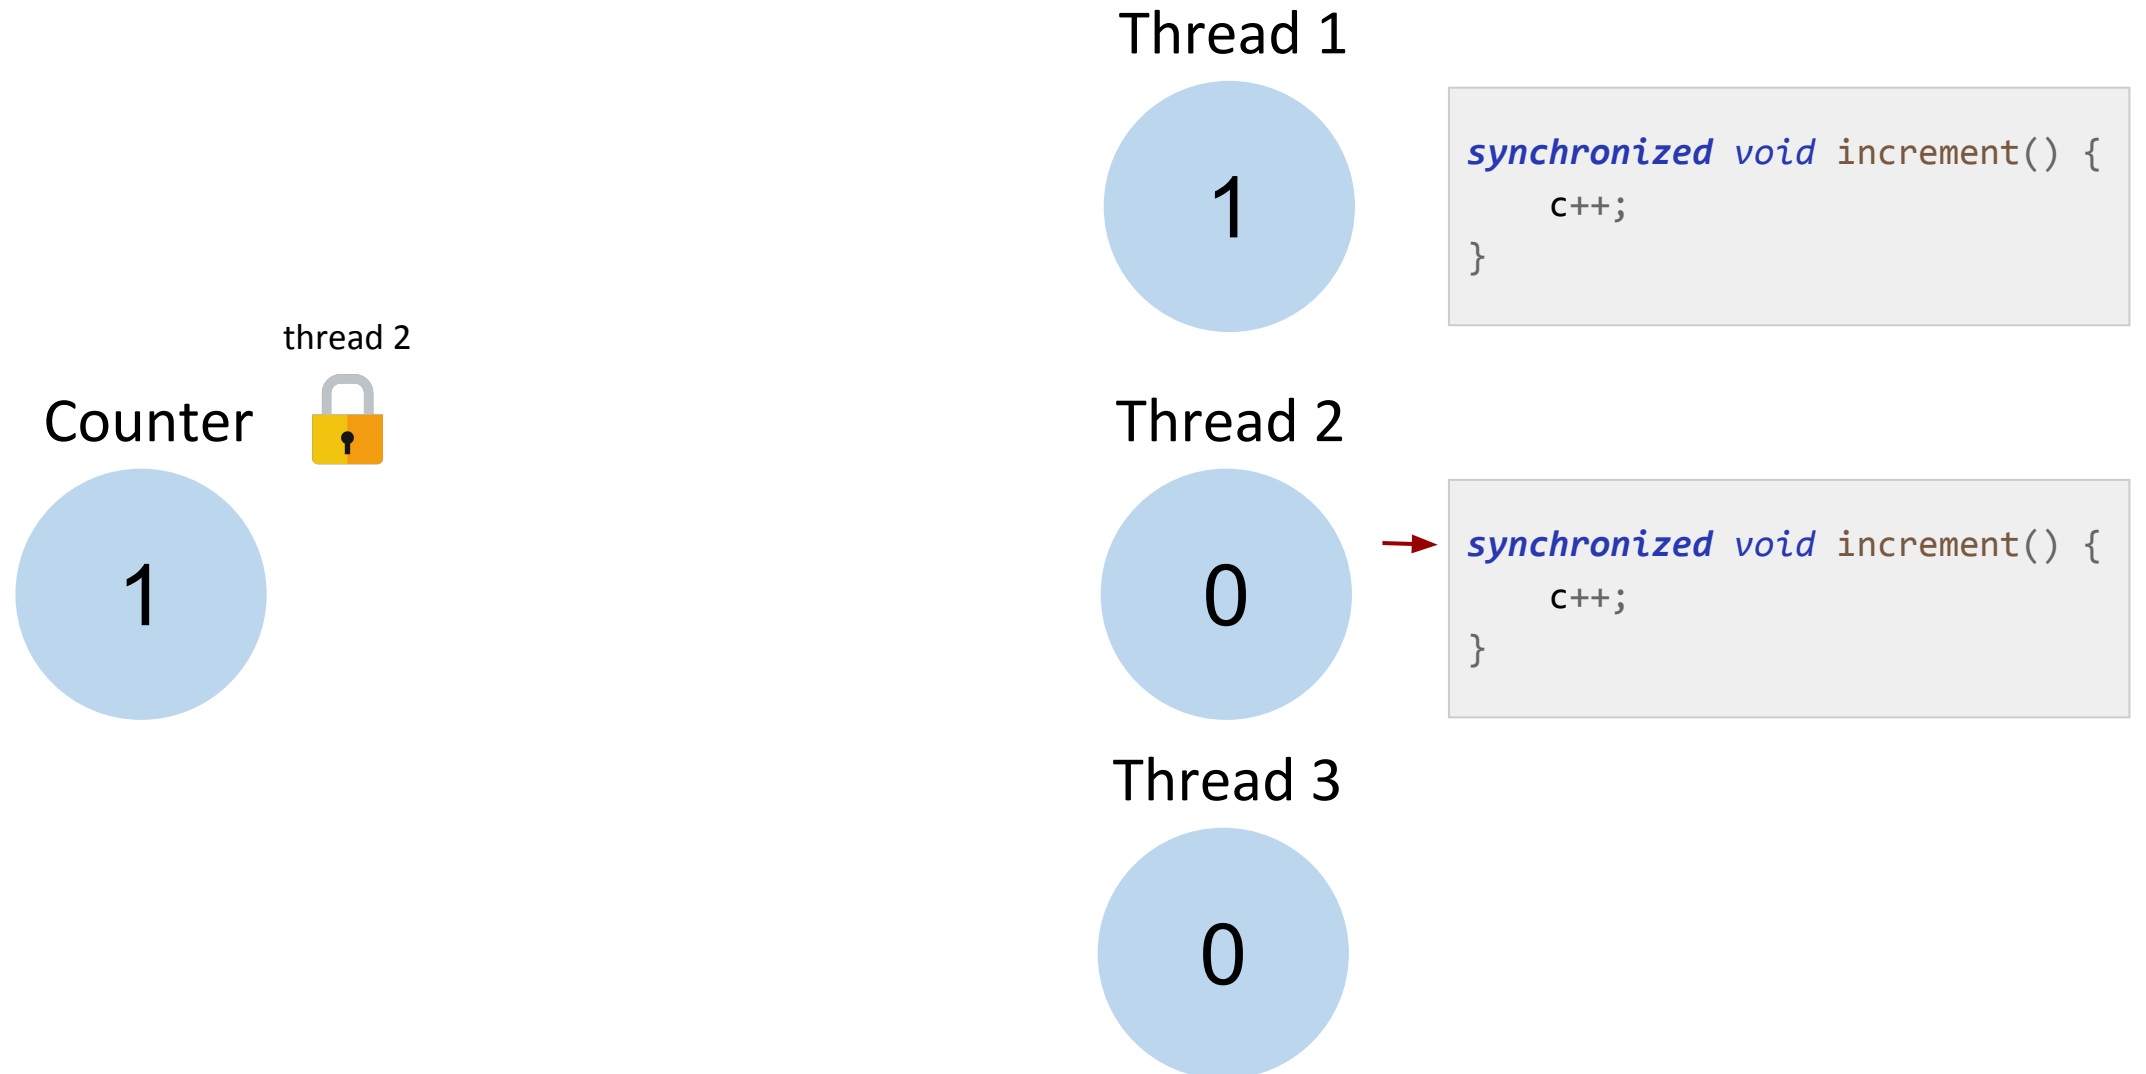 Thread 1
1
synchronized void increment() {
c++;
}
thread 2
Counter
1
Thread 2
0
synchronized void increment() {
c++;
}
Thread 3
0